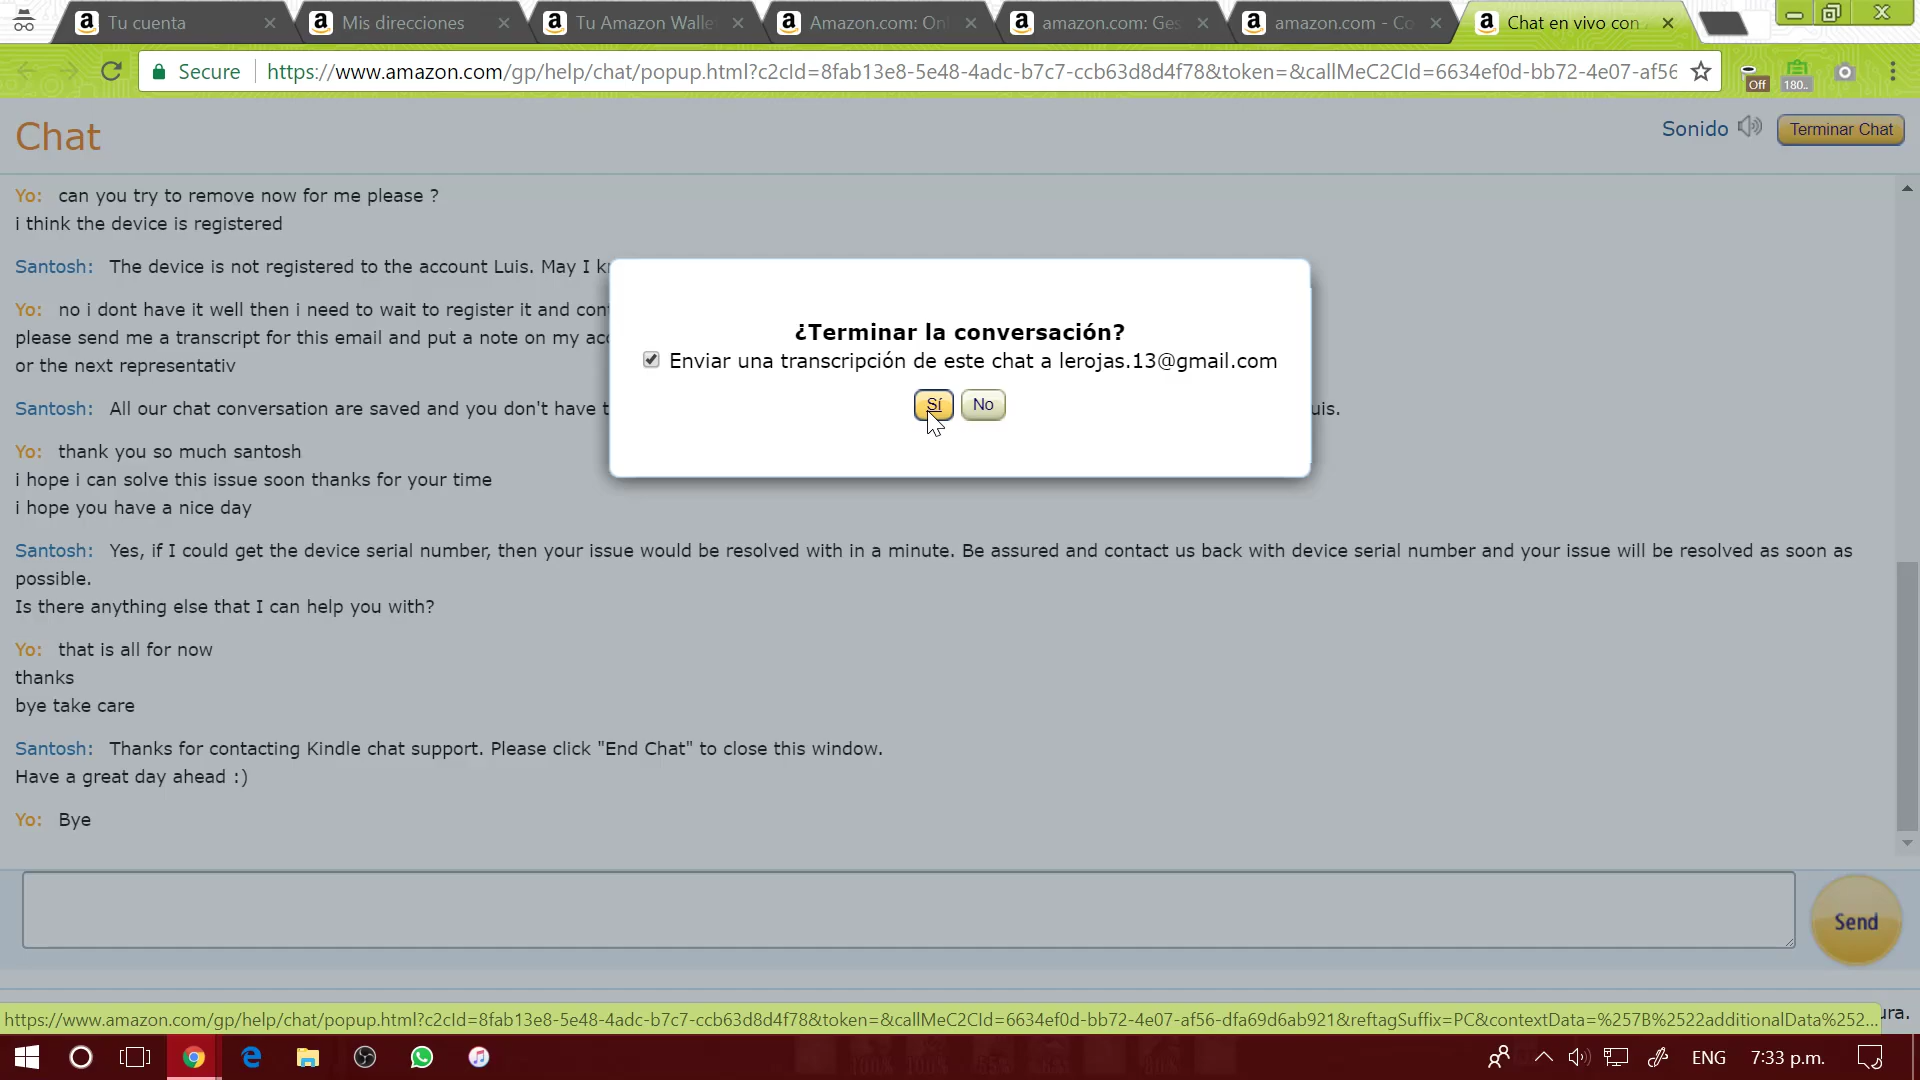 Tu cuenta
Mis direcciones
Tu Amazon Walle
Amazon.com: Onl
amazon.com: Ges
amazon.com - Co
Chat en vivo con
Secure https://www.amazon.com/gp/help/chat/popup.html?c2cId=8fab13e8-5e48-4adc-b7c7-ccb63d8d4f78&token=&callMeC2CId=6634ef0d-bb72-4e07-af56
Off
180..
Chat
Sonido
Terminar Chat
Yo: can you try to remove now for me please ?
i think the device is registered
Santosh: The device is not registered to the account Luis. May I k
Yo: no i dont have it well then i need to wait to register it and con
please send me a transcript for this email and put a note on my acc
or the next representativ
Santosh: All our chat conversation are saved and you don't have t
uis.
¿Terminar la conversación?
Enviar una transcripción de este chat a lerojas.13@gmail.com
Sí
No
Yo: thank you so much santosh
i hope i can solve this issue soon thanks for your time
i hope you have a nice day
Santosh: Yes, if I could get the device serial number, then your issue would be resolved with in a minute. Be assured and contact us back with device serial number and your issue will be resolved as soon as
possible.
Is there anything else that I can help you with?
Yo: that is all for now
thanks
bye take care
Santosh: Thanks for contacting Kindle chat support. Please click "End Chat" to close this window.
Have a great day ahead :)
Yo: Bye
Send
https://www.amazon.com/gp/help/chat/popup.html?c2cId=8fab13e8-5e48-4adc-b7c7-ccb63d8d4f78&token=&callMeC2CId=6634ef0d-bb72-4e07-af56-dfa69d6ab921&reftagSuffix=PC&contextData=%257B%2522additionalData%252...
ura.
ENG
7:33 p.m.